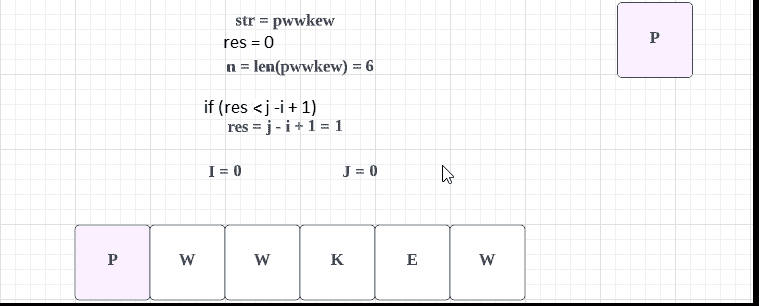 str = pwwkew
res = 0
n = len(pwwkew) = 6
P
if (res < j -i + 1)
res = j - i + 1 = 1
I = 0 J = 0
P W W K E W